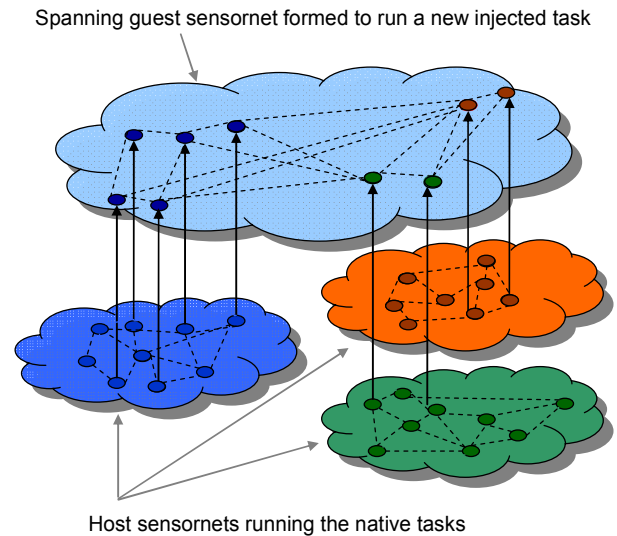 Spanning guest sensornet formed to run a new injected task
Host sensornets running the native tasks